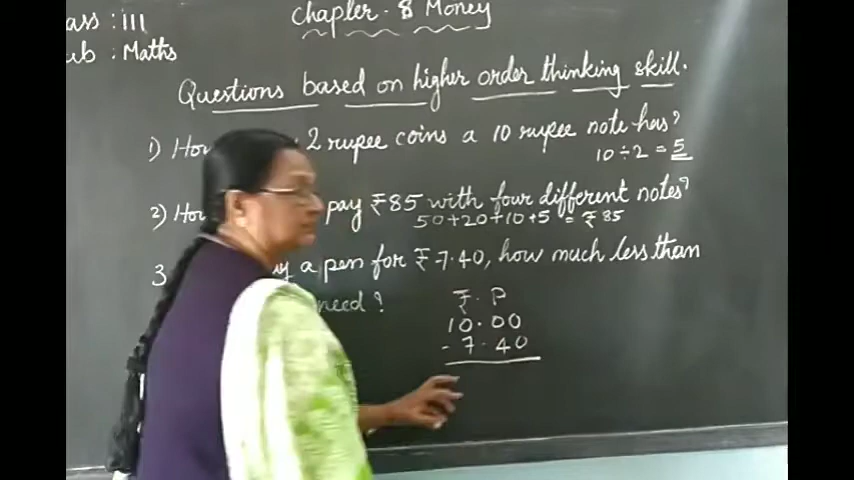 ass : III
Chapter - 8 Money
ub : Maths
Questions based on higher order thinking skill.
1) How 2 rupee coins a 10 rupee note has?
10 ÷ 2 = 5
2) How pay ₹85 with four different notes?
50+20+10+5 = ₹85
3 a pen for ₹7.40, how much less than
need?
₹. P
10.00
- 7.40